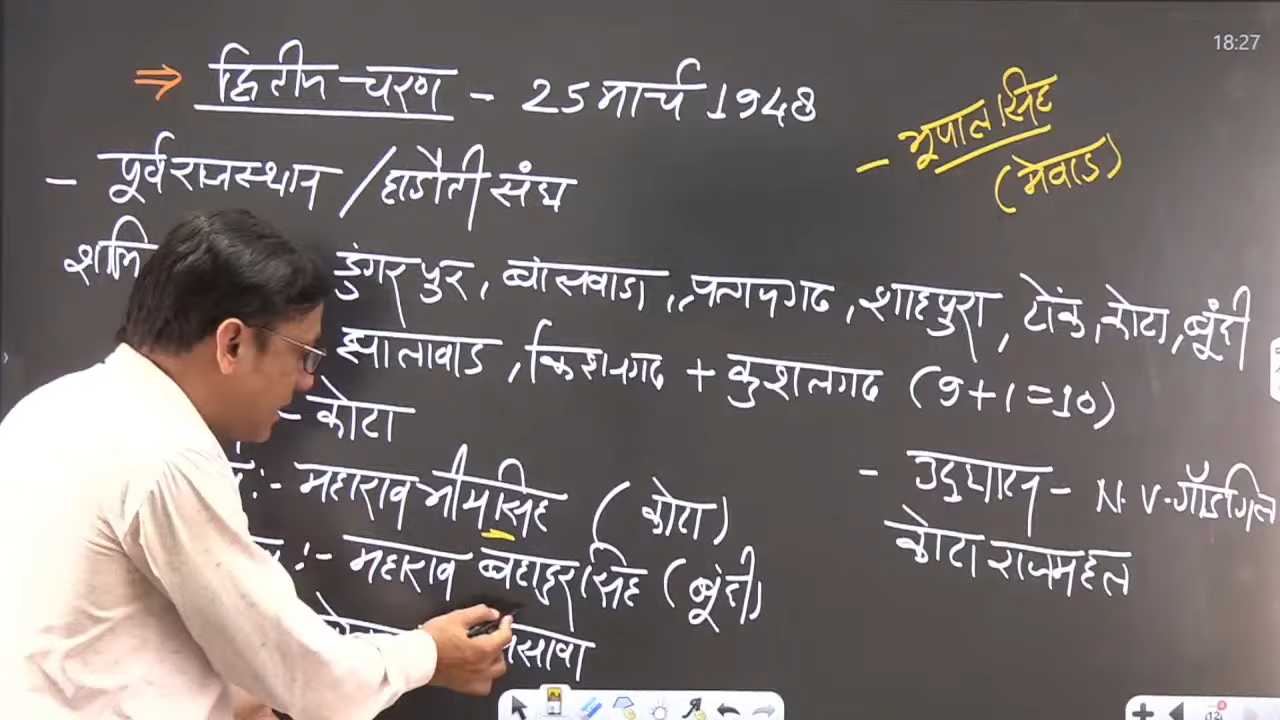 18:27
⇒ द्वितीय चरण - 25 मार्च 1948
- भूपाल सिंह
(मेवाड)
- पूर्व राजस्थान / हाडौती संघ
डुंगरपुर, बांसवाडा, प्रतापगढ, शाहपुरा, टोंक, कोटा, बूंदी
झालावाड, किशनगढ + कुशलगढ (9+1=10)
- कोटा
:- महाराव भीमसिंह (कोटा)
:- महाराव बहादुर सिंह (बूंदी)
- उद्घाटन - N.V. गॉडगिल
कोटा राजमहल